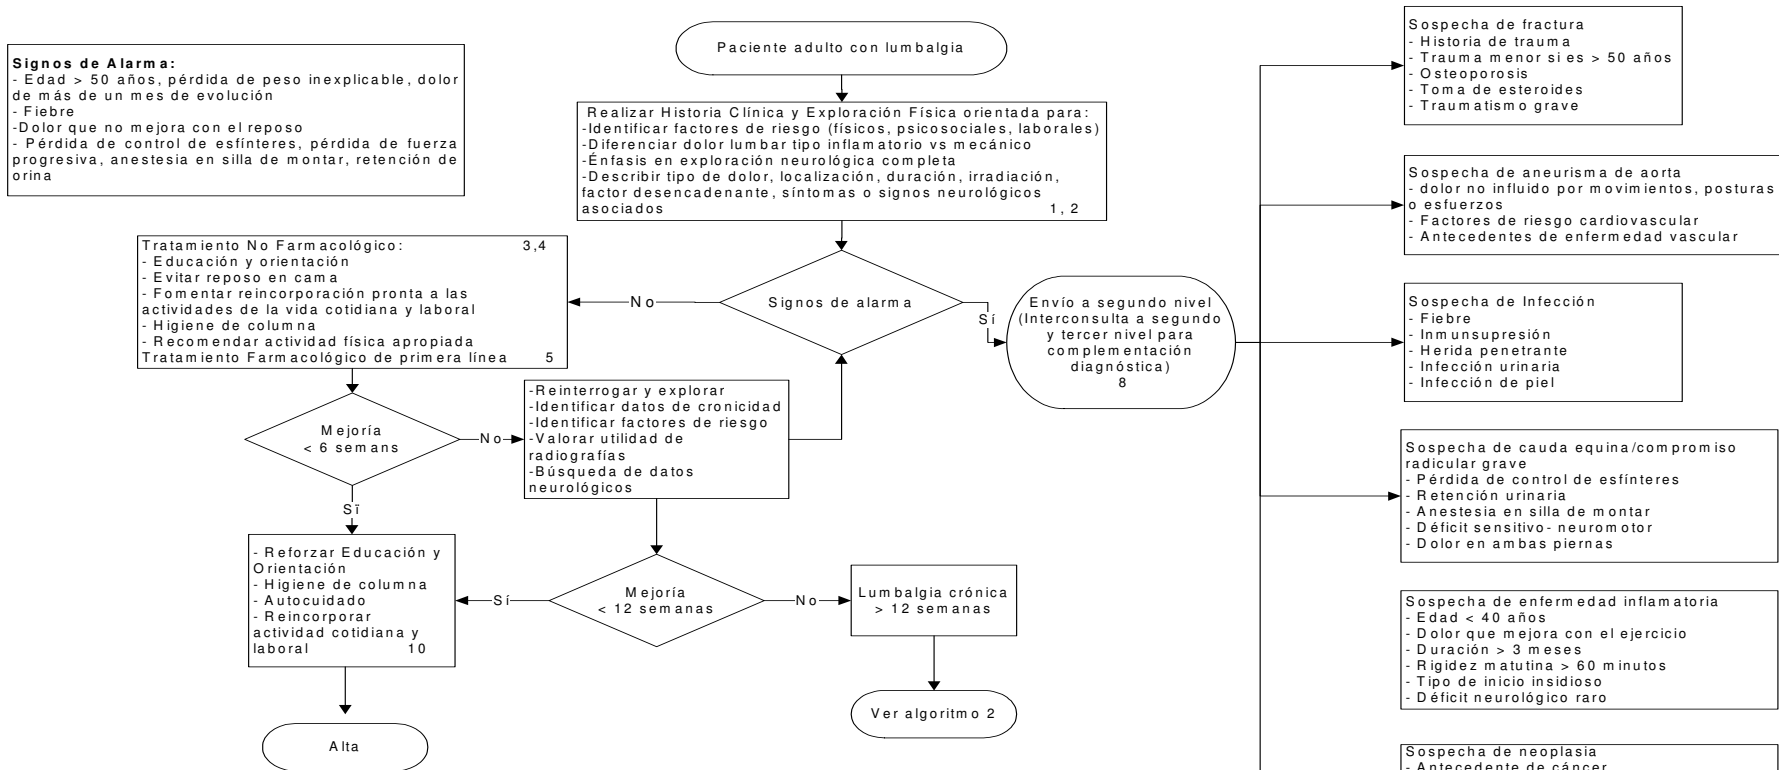 Paciente adulto con lumbalgia
Signos de Alarma:
- Edad > 50 años, pérdida de peso inexplicable, dolor
de más de un mes de evolución
- Fiebre
-Dolor que no mejora con el reposo
- Pérdida de control de esfínteres, pérdida de fuerza
progresiva, anestesia en silla de montar, retención de
orina
Realizar Historia Clínica y Exploración Física orientada para:
-Identificar factores de riesgo (físicos, psicosociales, laborales)
-Diferenciar dolor lumbar tipo inflamatorio vs mecánico
-Énfasis en exploración neurológica completa
-Describir tipo de dolor, localización, duración, irradiación,
factor desencadenante, síntomas o signos neurológicos
asociados 1, 2
Signos de alarma
No
Sí
Tratamiento No Farmacológico: 3,4
- Educación y orientación
- Evitar reposo en cama
- Fomentar reincorporación pronta a las
actividades de la vida cotidiana y laboral
- Higiene de columna
- Recomendar actividad física apropiada
Tratamiento Farmacológico de primera línea 5
Mejoría
< 6 semans
No
Sï
-Reinterrogar y explorar
-Identificar datos de cronicidad
-Identificar factores de riesgo
-Valorar utilidad de
radiografías
-Búsqueda de datos
neurológicos
- Reforzar Educación y
Orientación
- Higiene de columna
- Autocuidado
- Reincorporar
actividad cotidiana y
laboral 10
Alta
Mejoría
< 12 semanas
Sí
No
Lumbalgia crónica
> 12 semanas
Ver algoritmo 2
Envío a segundo nivel
(Interconsulta a segundo
y tercer nivel para
complementación
diagnóstica)
8
Sospecha de fractura
- Historia de trauma
- Trauma menor si es > 50 años
- Osteoporosis
- Toma de esteroides
- Traumatismo grave
Sospecha de aneurisma de aorta
- dolor no influido por movimientos, posturas
o esfuerzos
- Factores de riesgo cardiovascular
- Antecedentes de enfermedad vascular
Sospecha de Infección
- Fiebre
- Inmunsupresión
- Herida penetrante
- Infección urinaria
- Infección de piel
Sospecha de cauda equina/compromiso
radicular grave
- Pérdida de control de esfínteres
- Retención urinaria
- Anestesia en silla de montar
- Déficit sensitivo- neuromotor
- Dolor en ambas piernas
Sospecha de enfermedad inflamatoria
- Edad < 40 años
- Dolor que mejora con el ejercicio
- Duración > 3 meses
- Rigidez matutina > 60 minutos
- Tipo de inicio insidioso
- Déficit neurológico raro
Sospecha de neoplasia
- Antecedente de cáncer